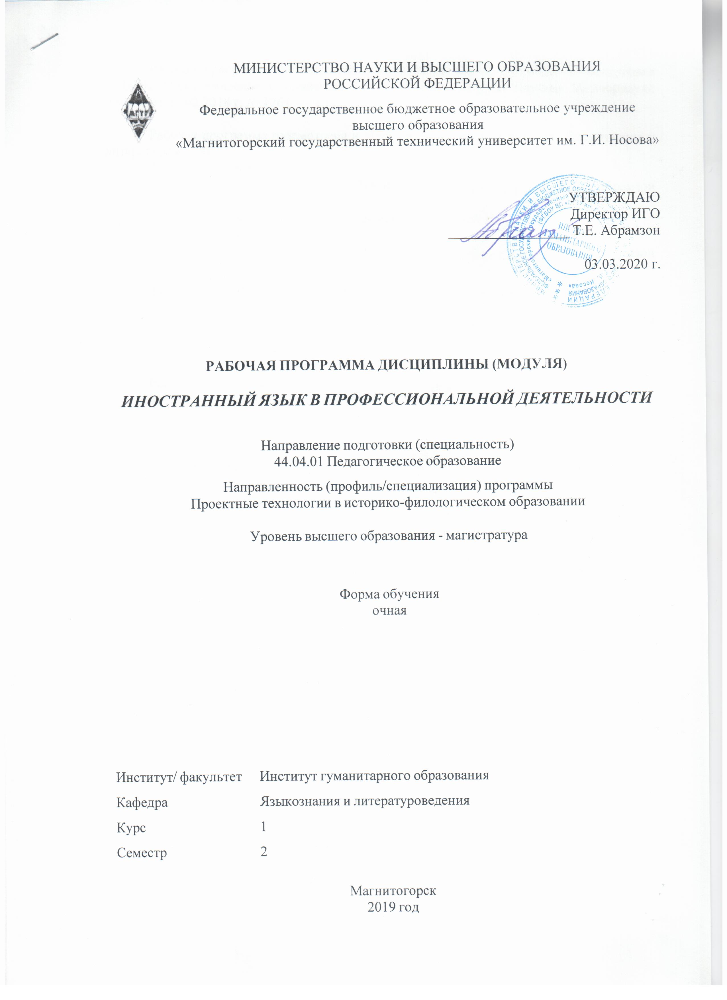 МИНИСТЕРСТВО НАУКИ И ВЫСШЕГО ОБРАЗОВАНИЯ
РОССИЙСКОЙ ФЕДЕРАЦИИ
МГТУ
Федеральное государственное бюджетное образовательное учреждение
высшего образования
«Магнитогорский государственный технический университет им. Г.И. Носова»
УТВЕРЖДАЮ
Директор ИГО
Т.Е. Абрамзон
03.03.2020 г.
РАБОЧАЯ ПРОГРАММА ДИСЦИПЛИНЫ (МОДУЛЯ)
ИНОСТРАННЫЙ ЯЗЫК В ПРОФЕССИОНАЛЬНОЙ ДЕЯТЕЛЬНОСТИ
Направление подготовки (специальность)
44.04.01 Педагогическое образование
Направленность (профиль/специализация) программы
Проектные технологии в историко-филологическом образовании
Уровень высшего образования - магистратура
Форма обучения
очная
Институт/ факультет Институт гуманитарного образования
Кафедра Языкознания и литературоведения
Курс 1
Семестр 2
Магнитогорск
2019 год